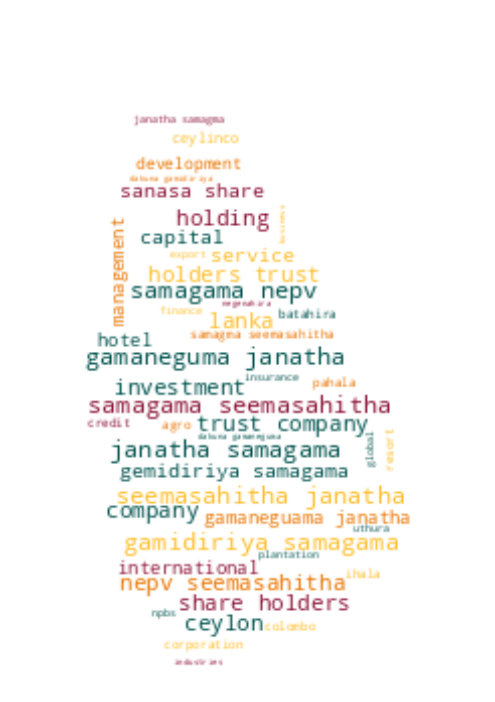 janatha samagma
ceylinco
development
dakuna gamidiriya
sanasa share
holding
business
capital
management
export service
holders trust
samagama nepv
negenahira
finance
lanka
batahira
samagma seemasahitha
hotel
gamaneguma janatha
insurance
investment
pahala
samagama seemasahitha
credit
agro
trust company
dakuna gamaneguma
janatha samagama
global
resort
gemidiriya samagama
seemasahitha janatha
company
gamaneguama janatha
uthura
gamidiriya samagama
plantation
international
ihala
nepv seemasahitha
share holders
npbs
ceylon
colombo
corporation
industries